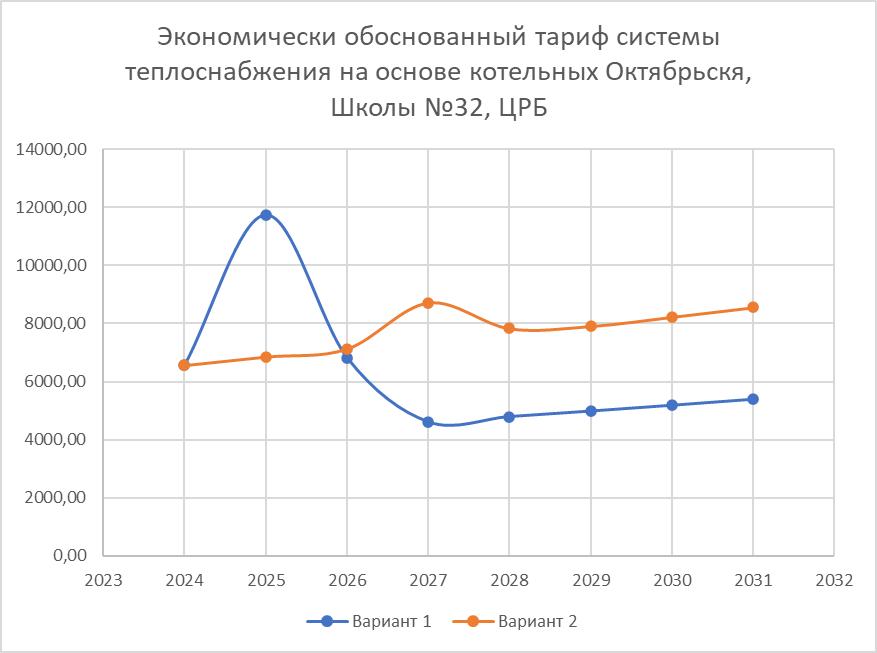 Экономически обоснованный тариф системы
теплоснабжения на основе котельных Октябрьскя,
Школы №32, ЦРБ
14000,00
12000,00
10000,00
8000,00
6000,00
4000,00
2000,00
0,00
2023 2024 2025 2026 2027 2028 2029 2030 2031 2032
Вариант 1 Вариант 2